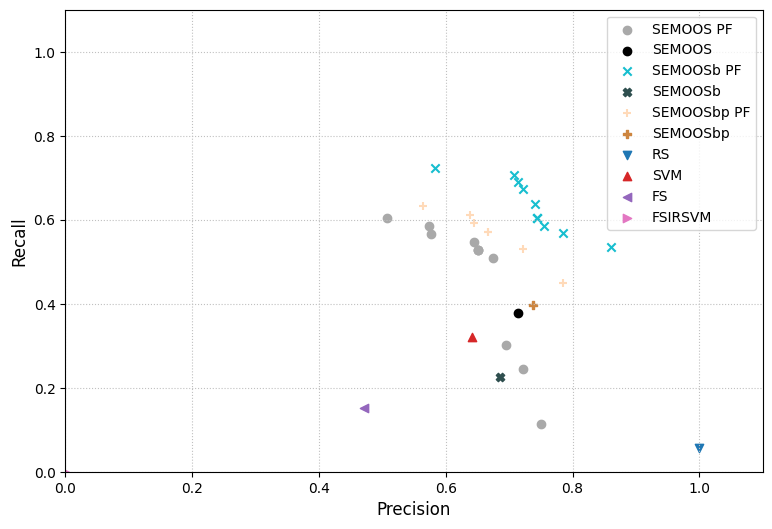 1.0
0.8
0.6
0.4
0.2
0.0
Recall
0.0 0.2 0.4 0.6 0.8 1.0
Precision
SEMOOS PF
SEMOOS
SEMOOSb PF
SEMOOSb
SEMOOSbp PF
SEMOOSbp
RS
SVM
FS
FSIRSVM